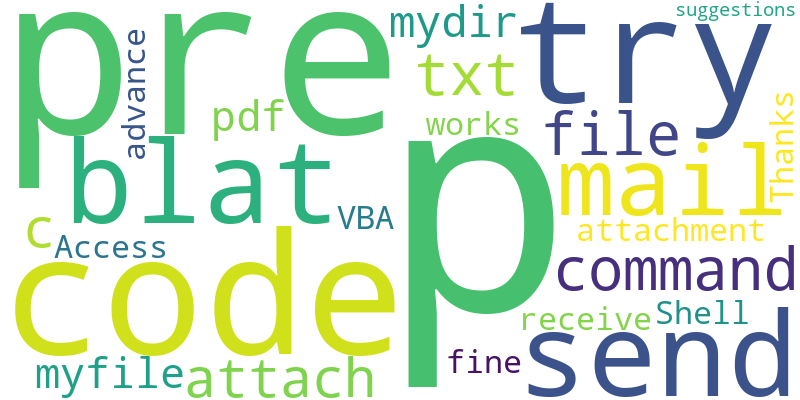 pre
advance
mydir
try
suggestions
txt
pdf
works
file
Thanks
blat
p
mail
VBA
c
Access
attachment
code
command
receive
Shell
send
myfile
attach
fine